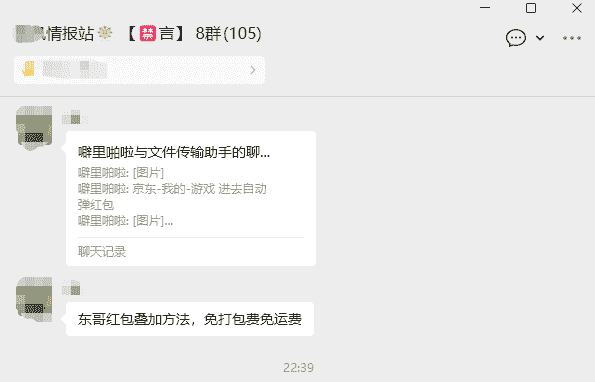 情报站【禁言】 8群(105)
噼里啪啦与文件传输助手的聊...
噼里啪啦: [图片]
噼里啪啦: 京东-我的-游戏 进去自动
弹红包
噼里啪啦: [图片]...
聊天记录
东哥红包叠加方法，免打包费免运费
22:39